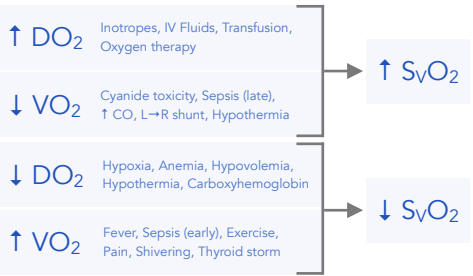 ↑ DO₂ Inotropes, IV Fluids, Transfusion,
Oxygen therapy
↓ VO₂ Cyanide toxicity, Sepsis (late),
↑ CO, L→R shunt, Hypothermia
↑ SᵥO₂
↓ DO₂ Hypoxia, Anemia, Hypovolemia,
Hypothermia, Carboxyhemoglobin
↑ VO₂ Fever, Sepsis (early), Exercise,
Pain, Shivering, Thyroid storm
↓ SᵥO₂